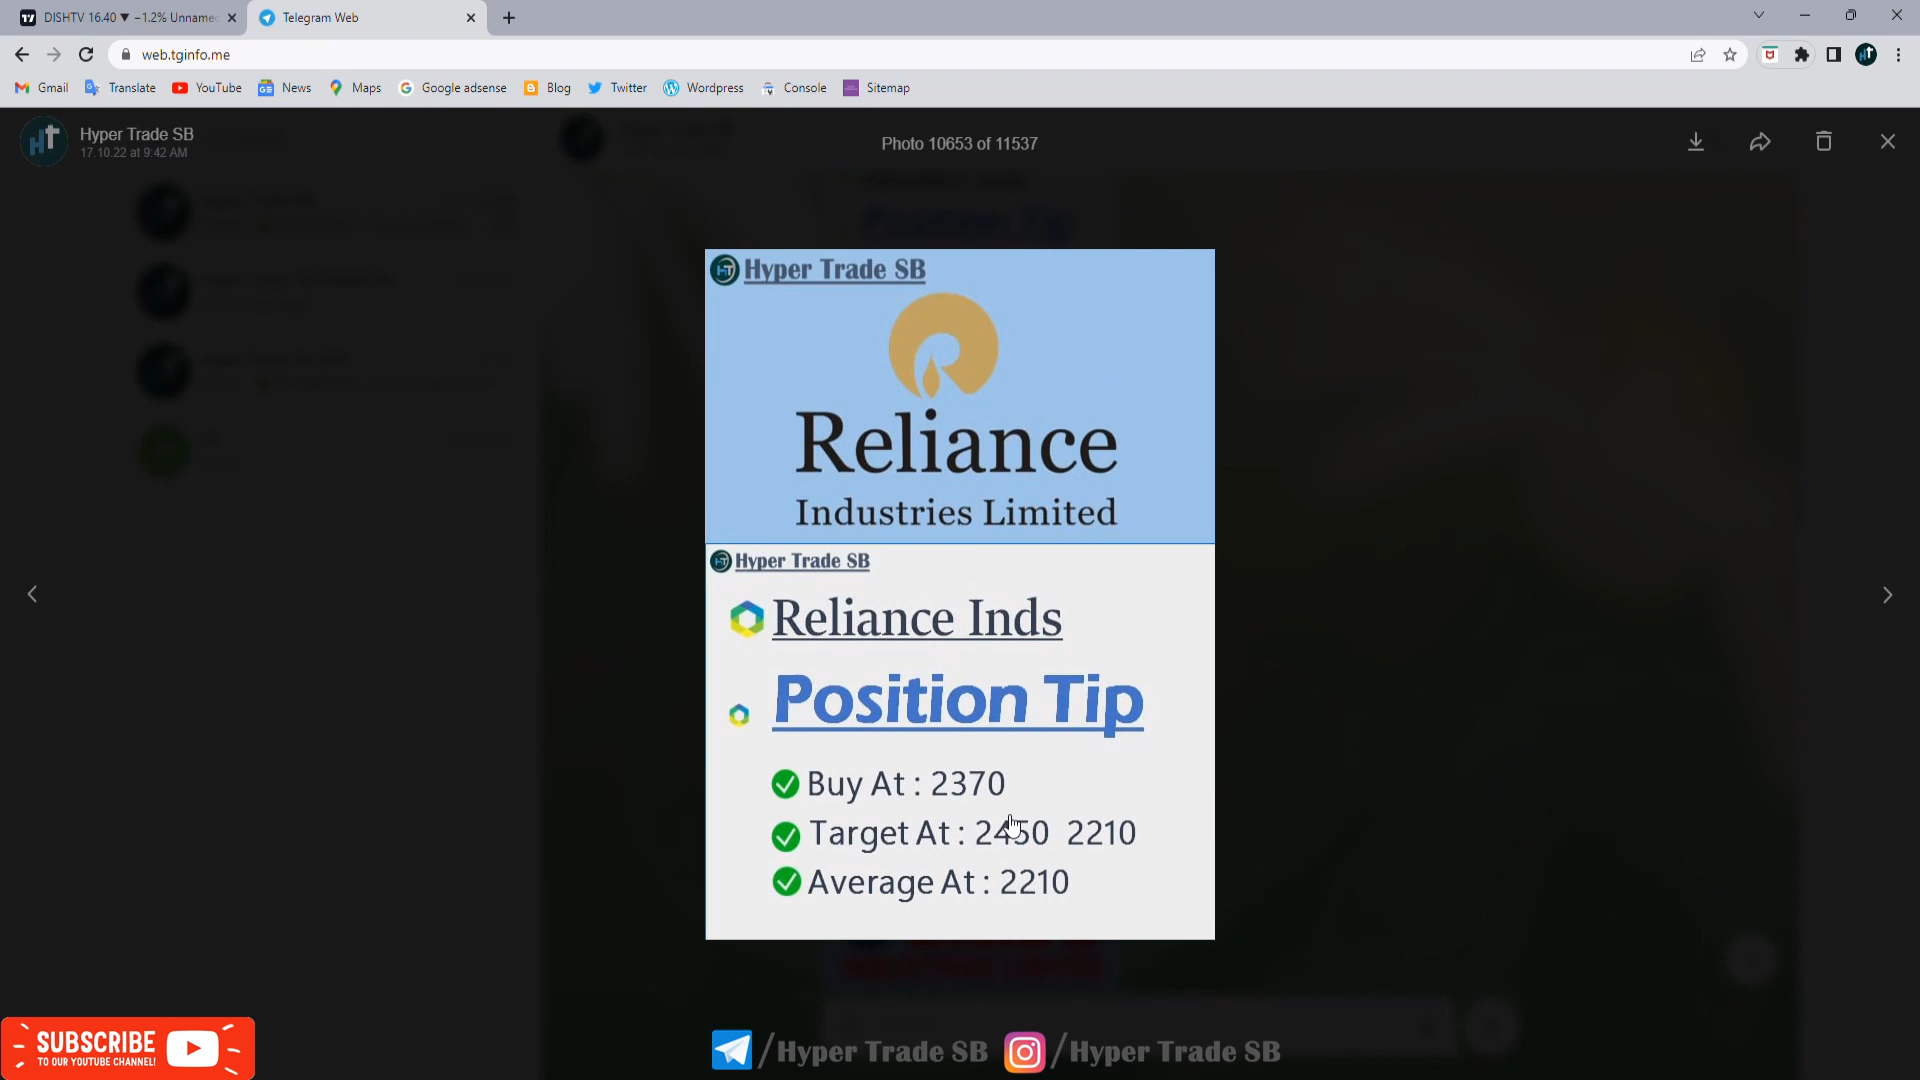 DISHTV 16.40 ▼ −1.2% Unname
Telegram Web
web.tginfo.me
Gmail
Translate
YouTube
News
Maps
Google adsense
Blog
Twitter
Wordpress
Console
Sitemap
Hyper Trade SB
17.10.22 at 9:42 AM
Photo 10653 of 11537
Hyper Trade SB
Reliance
Industries Limited
Hyper Trade SB
Reliance Inds
Position Tip
Buy At : 2370
Target At : 2450 2210
Average At : 2210
SUBSCRIBE
TO OUR YOUTUBE CHANNEL!
/Hyper Trade SB
/Hyper Trade SB